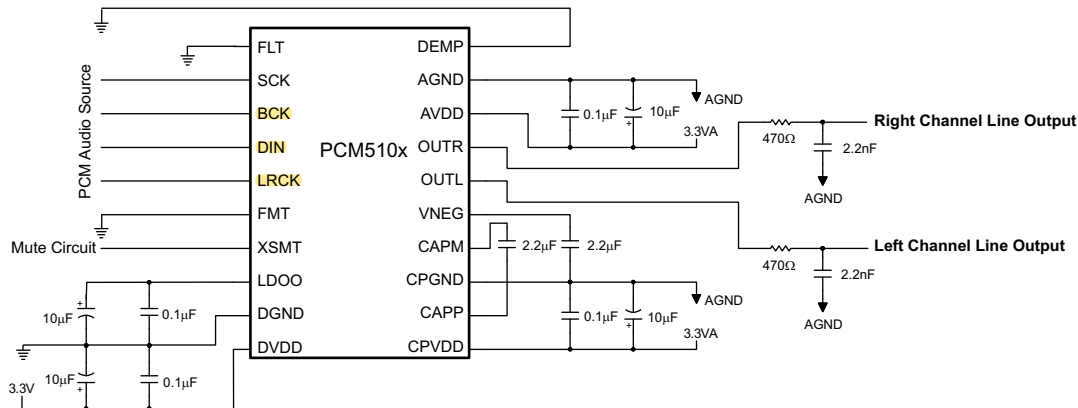 PCM Audio Source
Mute Circuit
FLT
SCK
BCK
DIN
LRCK
FMT
XSMT
LDOO
DGND
DVDD
PCM510x
DEMP
AGND
AVDD
OUTR
OUTL
VNEG
CAPM
CPGND
CAPP
CPVDD
10µF
0.1µF
10µF
0.1µF
3.3V
0.1µF
10µF
AGND
3.3VA
2.2µF
2.2µF
0.1µF
10µF
AGND
3.3VA
470Ω
2.2nF
AGND
Right Channel Line Output
470Ω
2.2nF
AGND
Left Channel Line Output